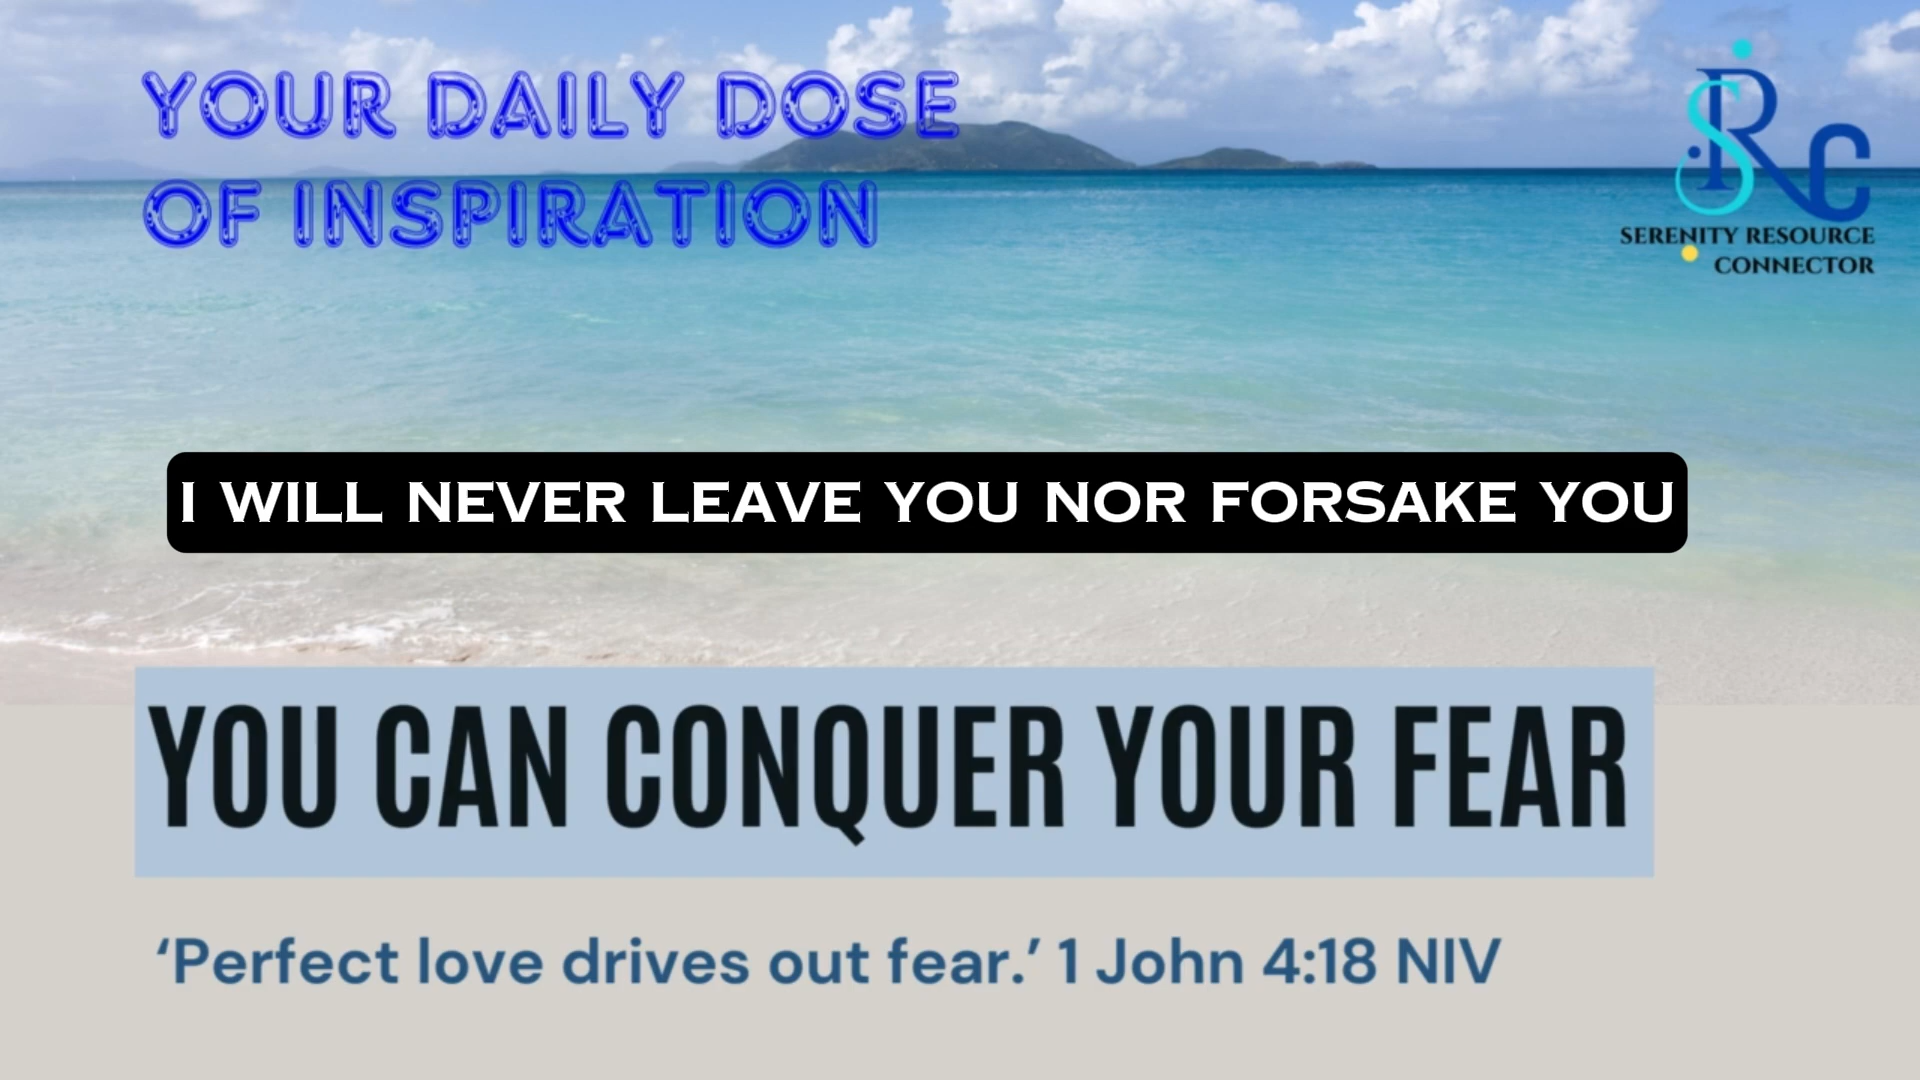 YOUR DAILY DOSE
OF INSPIRATION
SRC
SERENITY RESOURCE
CONNECTOR
I WILL NEVER LEAVE YOU NOR FORSAKE YOU
YOU CAN CONQUER YOUR FEAR
‘Perfect love drives out fear.’ 1 John 4:18 NIV